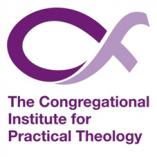 The Congregational
Institute for
Practical Theology